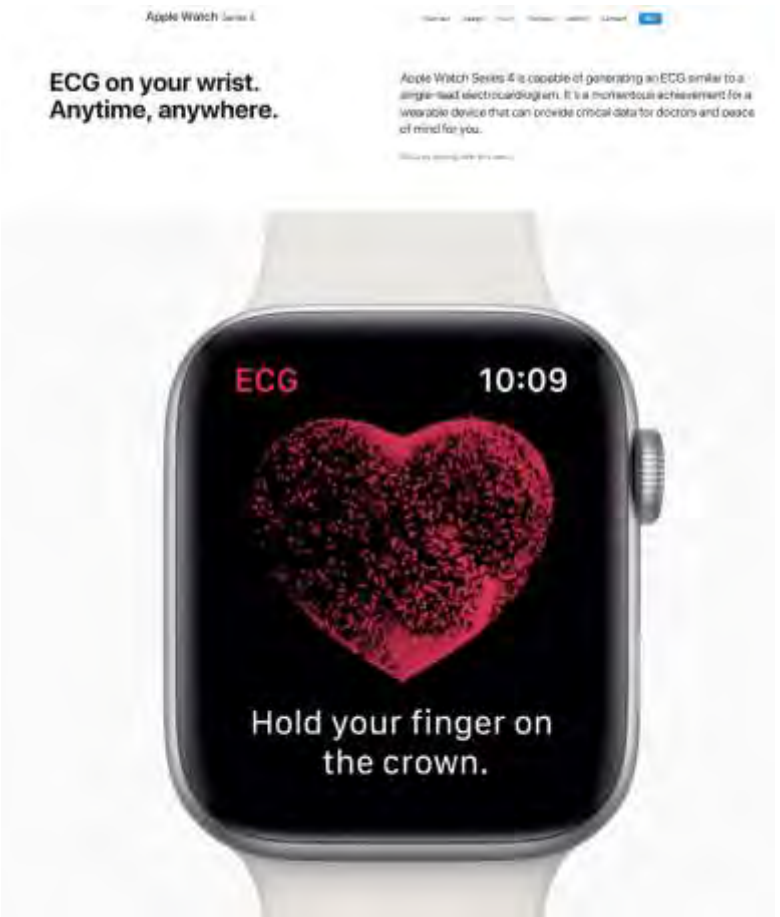 Apple Watch Series 4
ECG on your wrist.
Anytime, anywhere.
Apple Watch Series 4 is capable of generating an ECG similar to a
single-lead electrocardiogram. It's a momentous achievement for a
wearable device that can provide critical data for doctors and peace
of mind for you.
ECG
10:09
Hold your finger on
the crown.